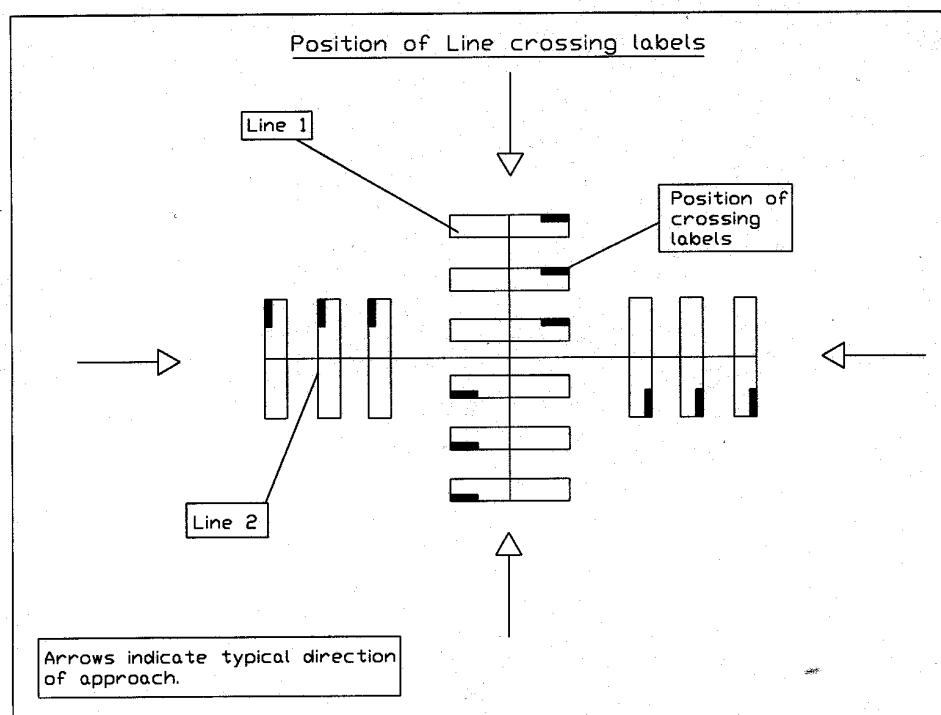 Position of Line crossing labels
Line 1
Position of
crossing
labels
Line 2
Arrows indicate typical direction
of approach.